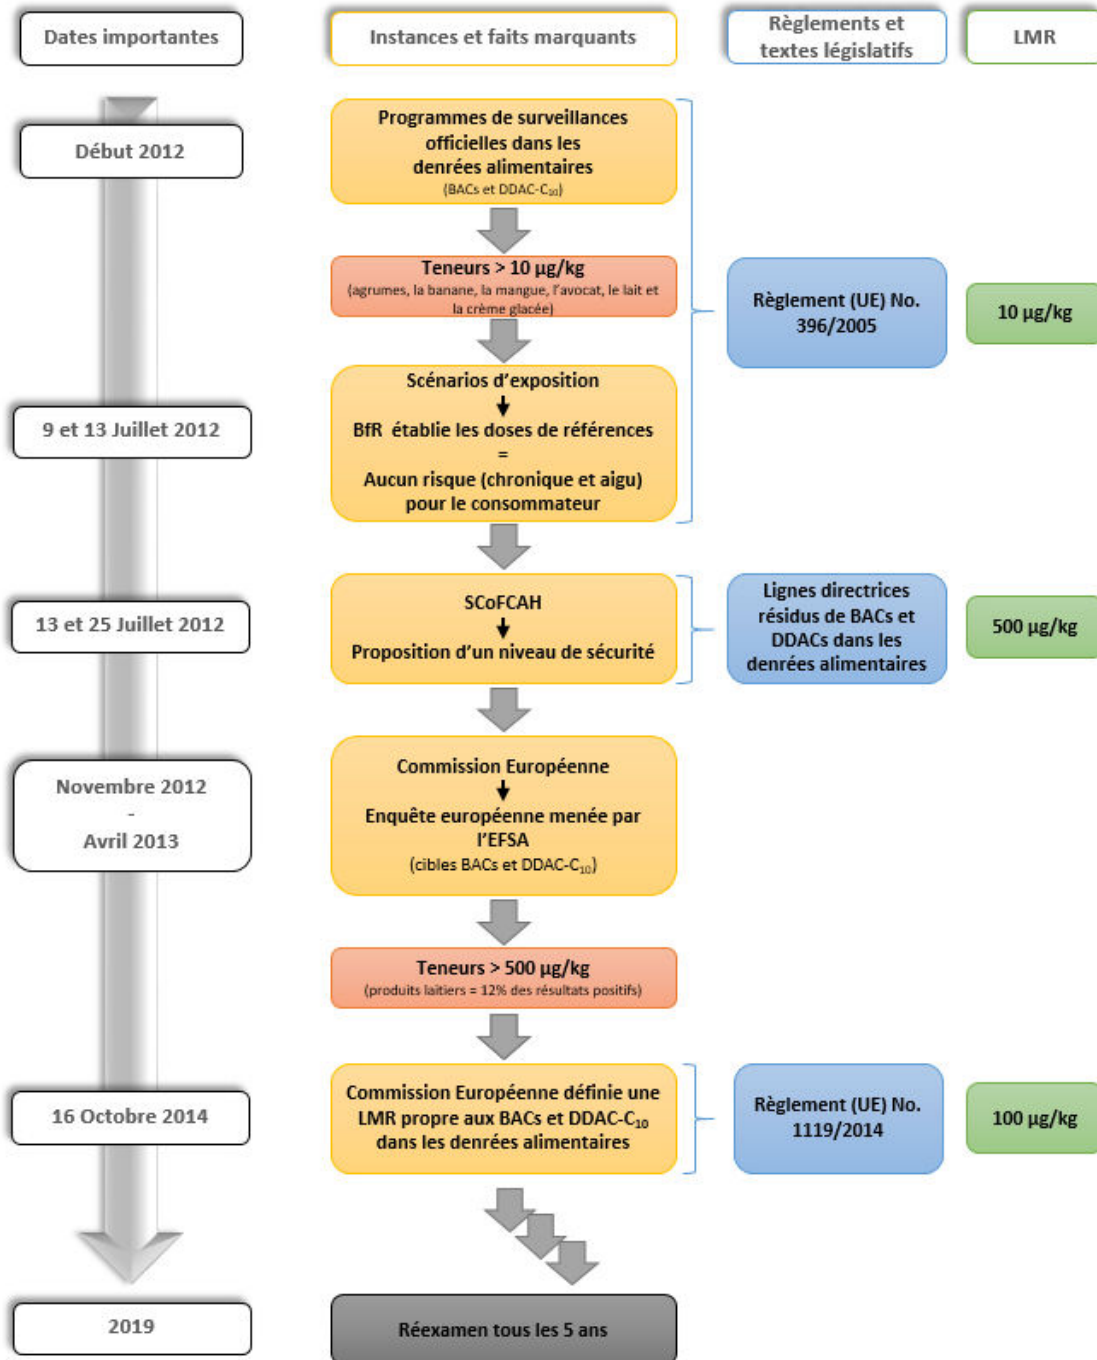 Dates importantes
Instances et faits marquants
Règlements et
textes législatifs
LMR
Début 2012
Programmes de surveillances
officielles dans les
denrées alimentaires
(BACs et DDAC-C₁₀)
Teneurs > 10 µg/kg
(agrumes, la banane, la mangue, l'avocat, le lait et
la crème glacée)
Règlement (UE) No.
396/2005
10 µg/kg
9 et 13 Juillet 2012
Scénarios d'exposition
BfR établie les doses de références
=
Aucun risque (chronique et aigu)
pour le consommateur
13 et 25 Juillet 2012
SCoFCAH
Proposition d'un niveau de sécurité
Lignes directrices
résidus de BACs et
DDACs dans les
denrées alimentaires
500 µg/kg
Novembre 2012
-
Avril 2013
Commission Européenne
Enquête européenne menée par
l'EFSA
(cibles BACs et DDAC-C₁₀)
Teneurs > 500 µg/kg
(produits laitiers = 12% des résultats positifs)
16 Octobre 2014
Commission Européenne définie une
LMR propre aux BACs et DDAC-C₁₀
dans les denrées alimentaires
Règlement (UE) No.
1119/2014
100 µg/kg
2019
Réexamen tous les 5 ans